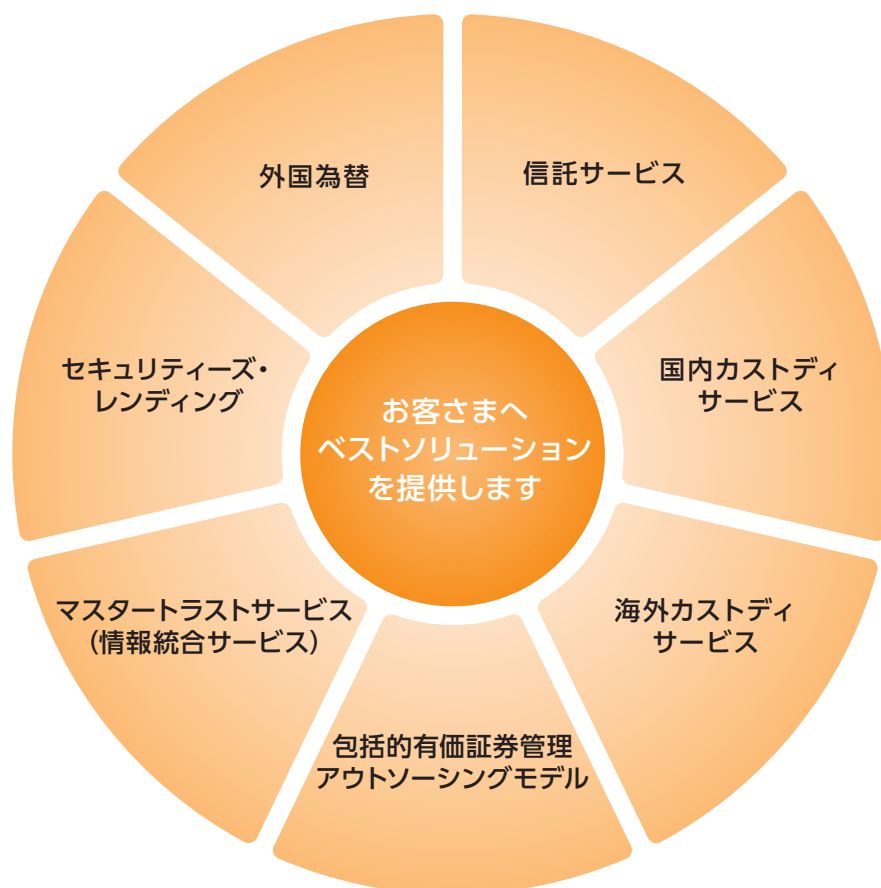 外国為替
信託サービス
セキュリティーズ・
レンディング
国内カストディ
サービス
お客さまへ
ベストソリューション
を提供します
マスタートラストサービス
(情報統合サービス)
海外カストディ
サービス
包括的有価証券管理
アウトソーシングモデル